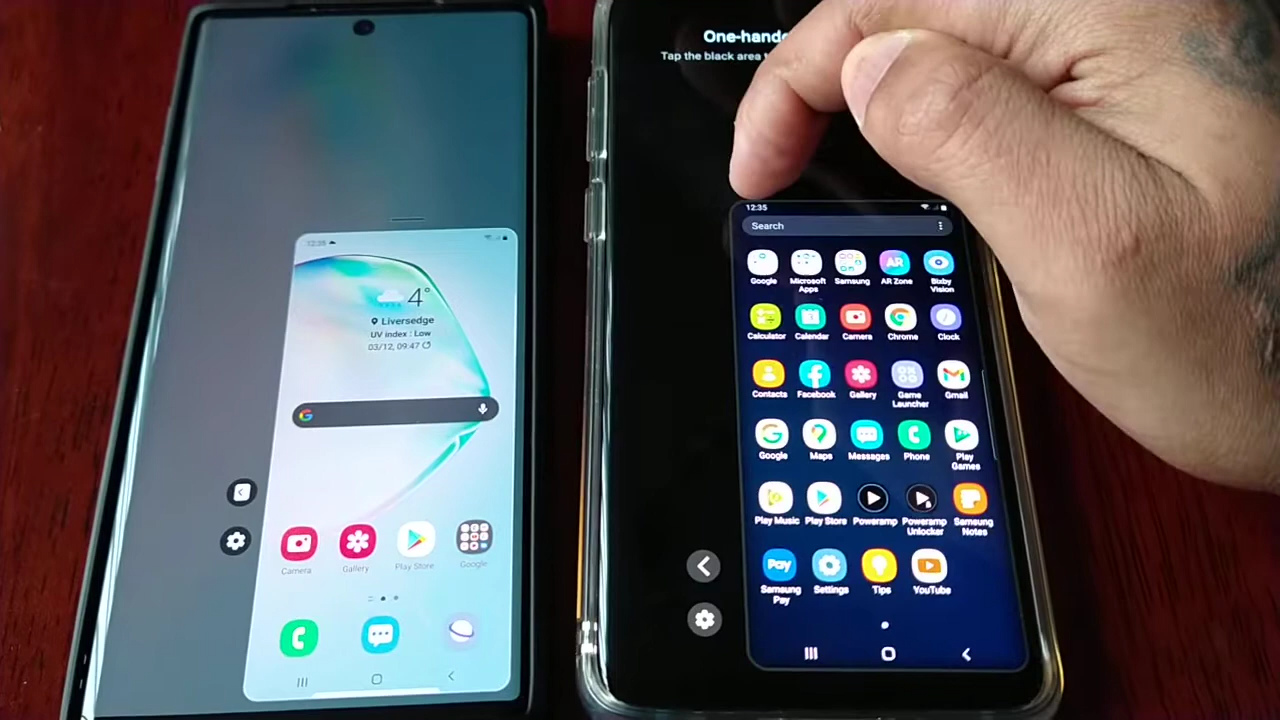 12:35
4°
Liversedge
UV index : Low
03/12, 09:47
G
Camera
Gallery
Play Store
Google
One-hande
Tap the black area t
12:35
Search
Google
Microsoft Apps
Samsung
AR
AR Zone
Bixby Vision
Calculator
Calendar
Camera
Chrome
Clock
Contacts
Facebook
Gallery
Game Launcher
Gmail
Google
Maps
Messages
Phone
Play Games
Play Music
Play Store
Poweramp
Poweramp Unlocker
Samsung Notes
Pay
Samsung Pay
Settings
Tips
YouTube